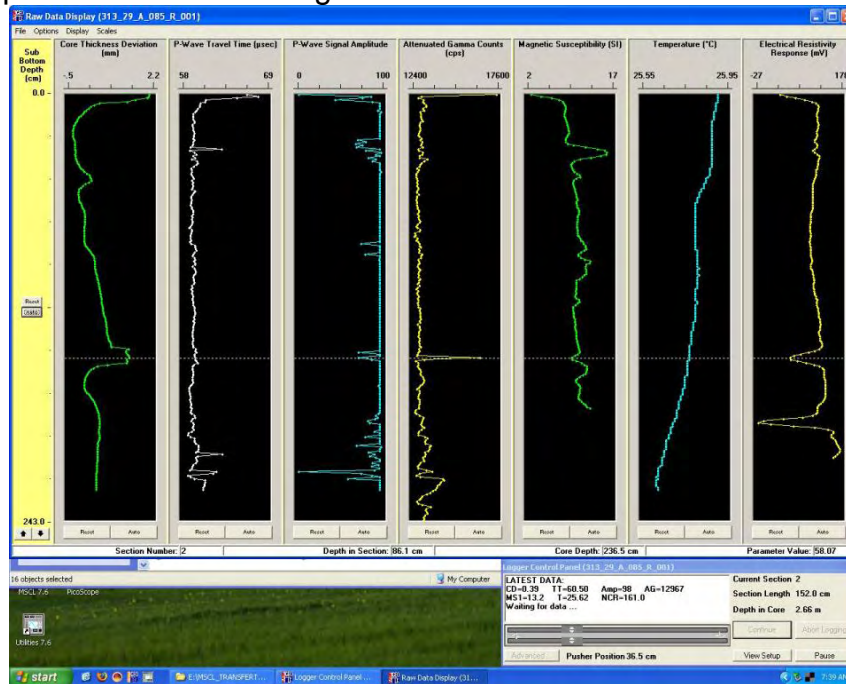 Raw Data Display (313_29_A_085_R_001)
File Options Display Scales
Sub Bottom Depth (cm)
Core Thickness Deviation (mm)
P-Wave Travel Time (µsec)
P-Wave Signal Amplitude
Attenuated Gamma Counts (cps)
Magnetic Susceptibility (SI)
Temperature (°C)
Electrical Resistivity Response (mV)
-.5 2.2
58 69
0 100
12400 17600
2 17
25.55 25.95
-27 178
0.0 -
Reset
(Auto)
243.0 -
Reset Auto
Reset Auto
Reset Auto
Reset Auto
Reset Auto
Reset Auto
Reset Auto
Section Number: 2
Depth in Section: 86.1 cm
Core Depth: 236.5 cm
Parameter Value: 58.07
16 objects selected
My Computer
MSCL 7.6 PicoScope
Utilities 7.6
Logger Control Panel (313_29_A_085_R_001)
LATEST DATA:
CD=0.39 TT=60.50 Amp=98 AG=12967
MS1=13.2 T=25.62 NCR=161.0
Waiting for data ...
Current Section 2
Section Length 152.0 cm
Depth in Core 2.66 m
Continue Abort Logging
Advanced Pusher Position 36.5 cm
View Setup Pause
start
E:\MSCL_TRANSFERT...
Logger Control Panel ...
Raw Data Display (31...
7:39 AM